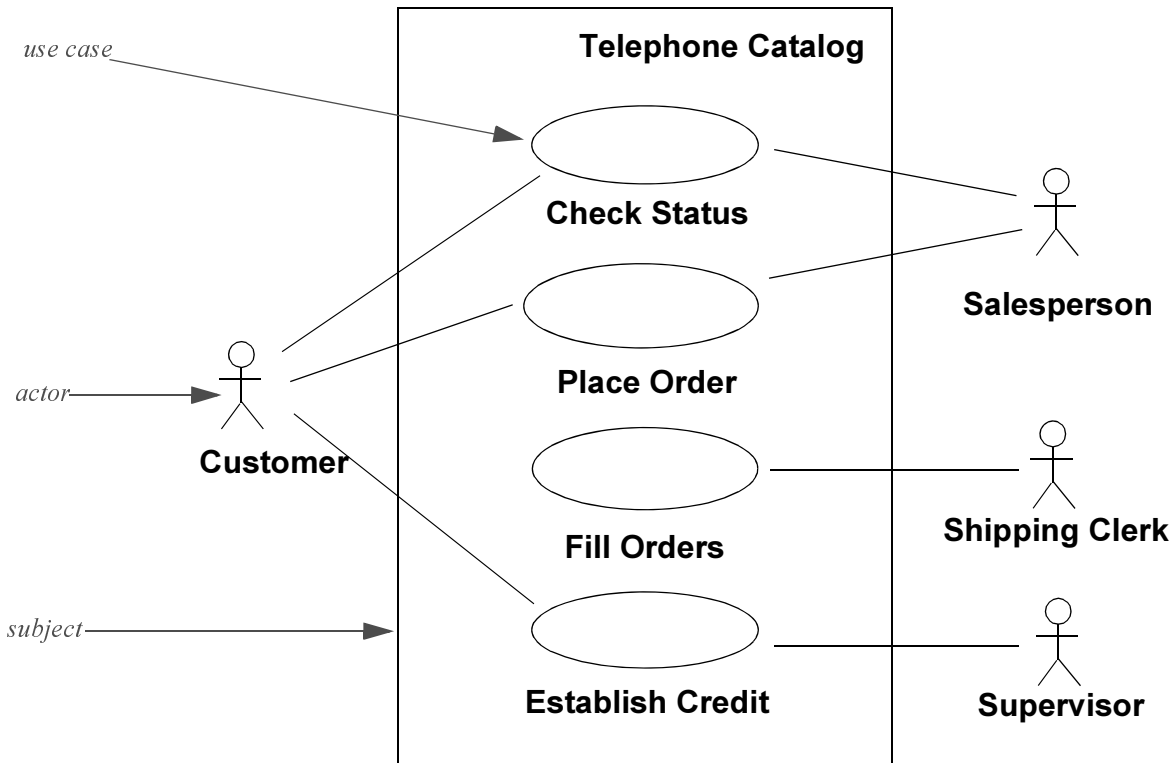 use case
Telephone Catalog
Check Status
Salesperson
Place Order
actor
Customer
Shipping Clerk
Fill Orders
subject
Establish Credit
Supervisor